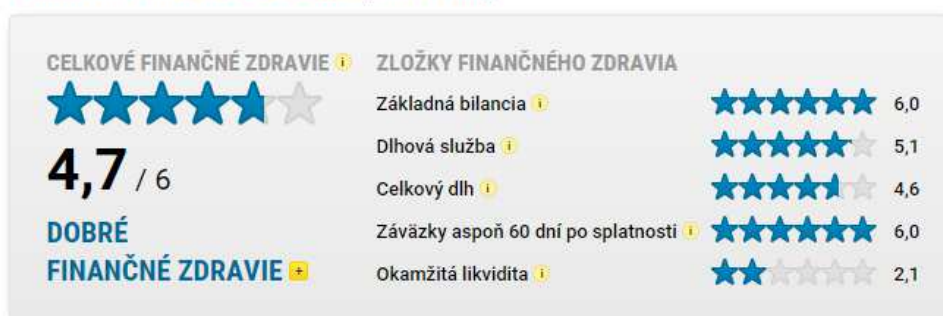 CELKOVÉ FINANČNÉ ZDRAVIE
4,7 / 6
DOBRÉ
FINANČNÉ ZDRAVIE
ZLOŽKY FINANČNÉHO ZDRAVIA
Základná bilancia 6,0
Dlhová služba 5,1
Celkový dlh 4,6
Záväzky aspoň 60 dní po splatnosti 6,0
Okamžitá likvidita 2,1